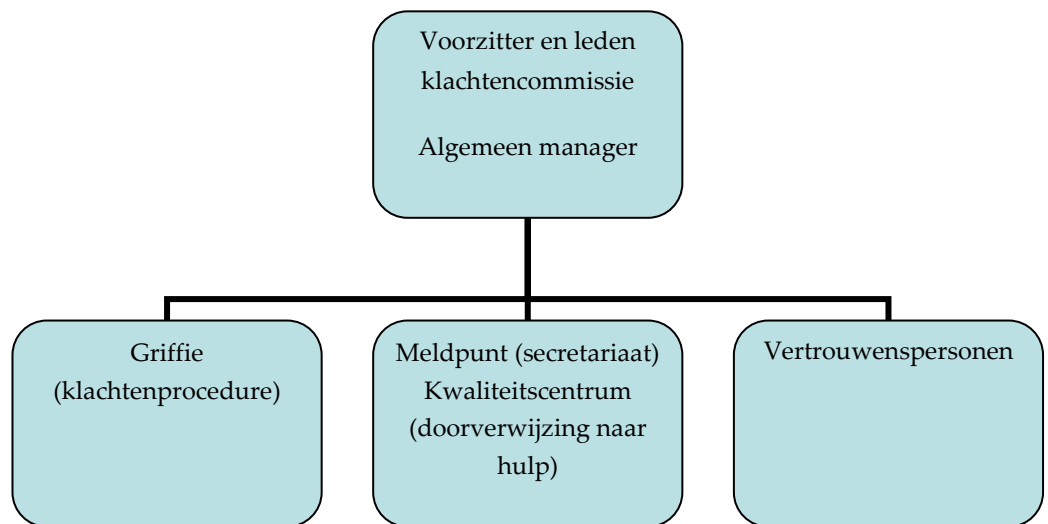 Voorzitter en leden
klachtencommissie
Algemeen manager
Griffie
(klachtenprocedure)
Meldpunt (secretariaat)
Kwaliteitscentrum
(doorverwijzing naar
hulp)
Vertrouwenspersonen